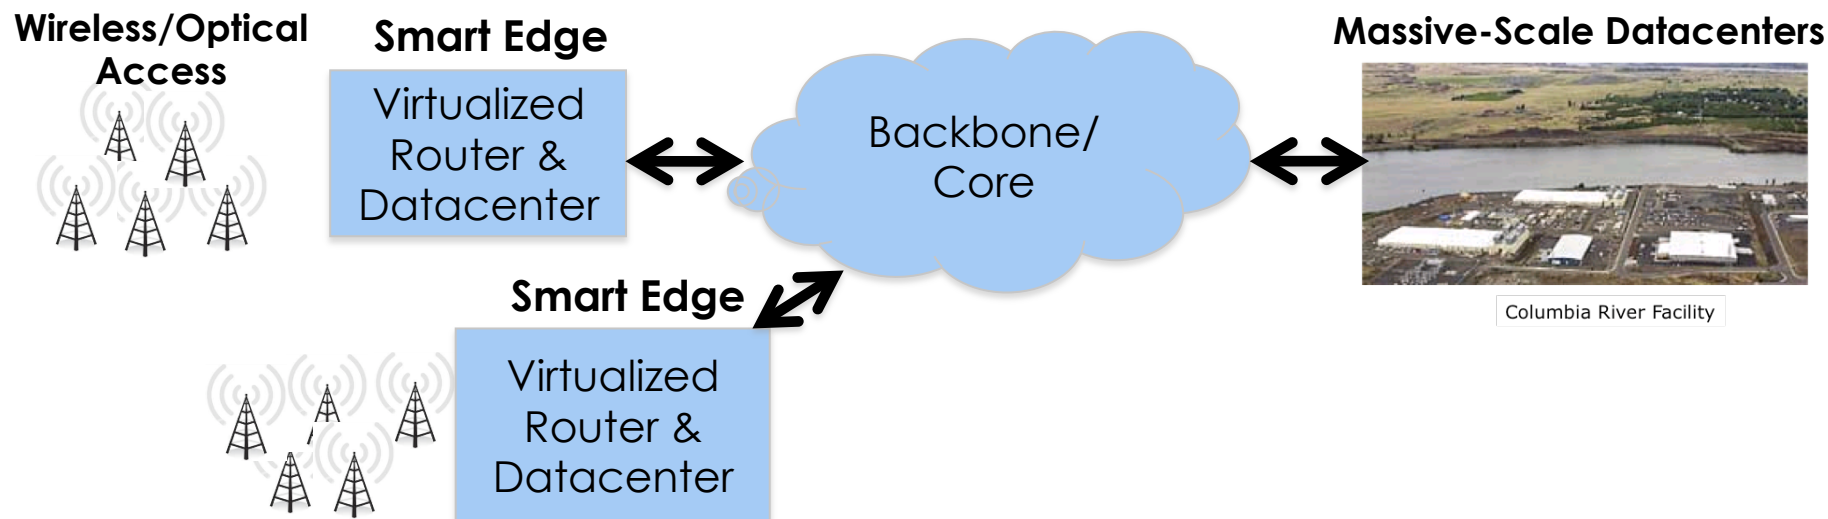 Wireless/Optical
Access
Smart Edge
Virtualized
Router &
Datacenter
Backbone/
Core
Massive-Scale Datacenters
Columbia River Facility
Smart Edge
Virtualized
Router &
Datacenter